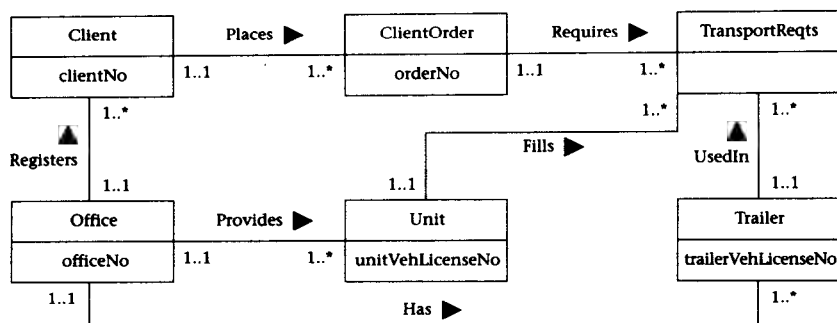 Client Places ClientOrder Requires TransportReqts
clientNo 1..1 1..* orderNo 1..1 1..*
1..* 1..* 1..*
Registers Fills UsedIn
1..1 1..1 1..1
Office Provides Unit Trailer
officeNo 1..1 1..* unitVehLicenseNo trailerVehLicenseNo
1..1 Has 1..*